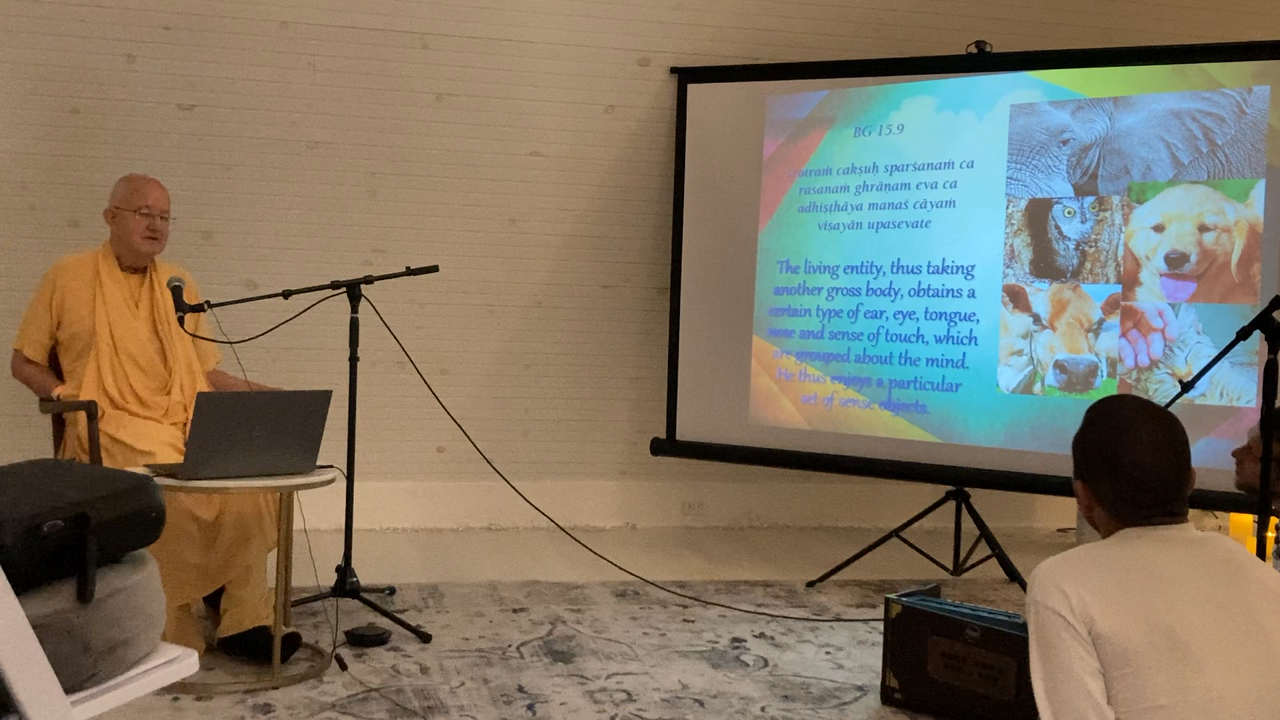 BG 15.9
śrotraṁ cakṣuḥ sparśanaṁ ca
rasanaṁ ghrāṇam eva ca
adhiṣṭhāya manaś cāyaṁ
viṣayān upasevate
The living entity, thus taking
another gross body, obtains a
certain type of ear, eye, tongue,
nose and sense of touch, which
are grouped about the mind.
He thus enjoys a particular
set of sense objects.